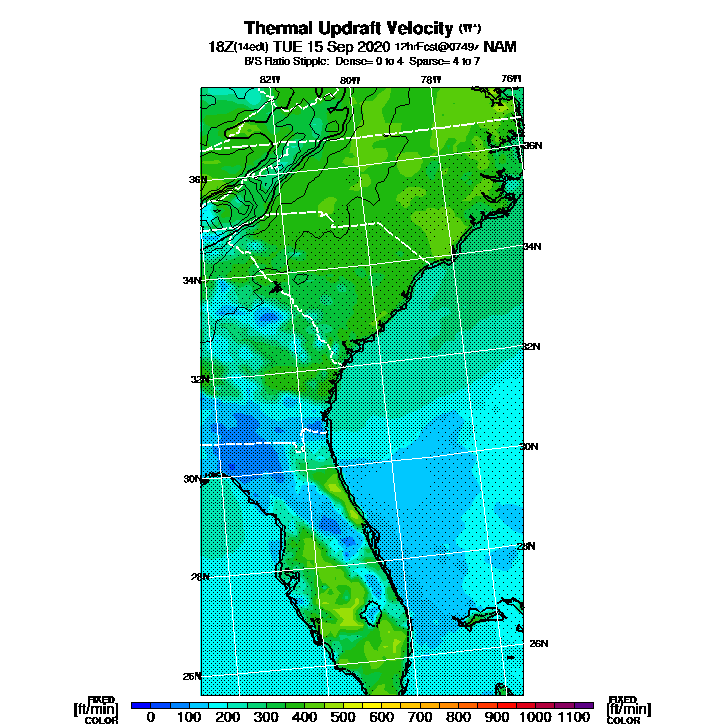 Thermal Updraft Velocity (W*)
18Z(14edt) TUE 15 Sep 2020 12hrFcst@0749z NAM
B/S Ratio Stipple: Dense= 0 to 4 Sparse= 4 to 7
82W 80W 78W 76W
36N 36N
34N 34N
32N 32N
30N 30N
28N 28N
26N 26N
FIXED FIXED
[ft/min] 0 100 200 300 400 500 600 700 800 900 1000 1100 [ft/min]
COLOR COLOR